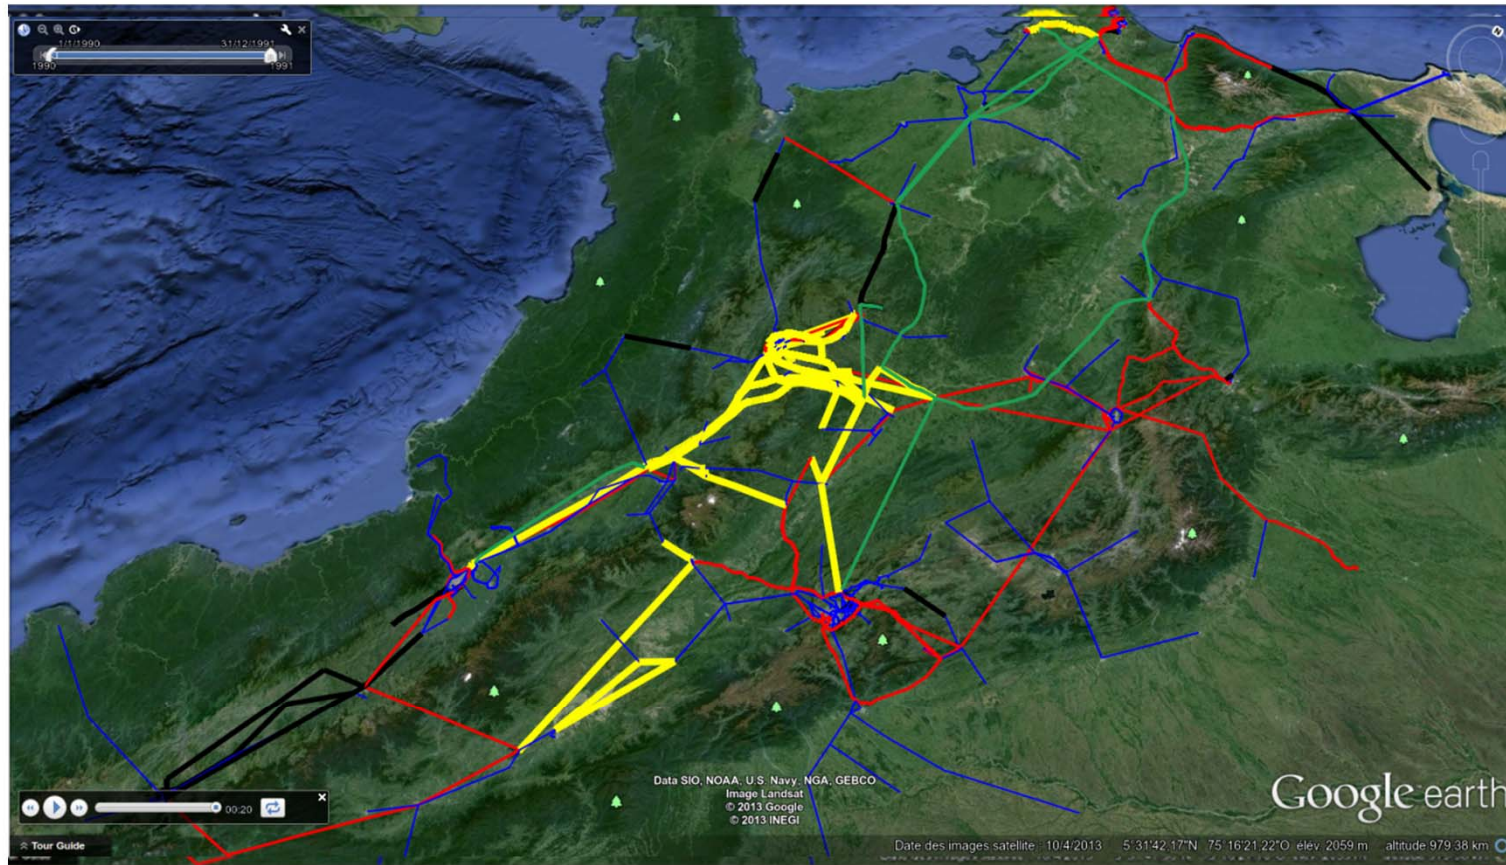 1/1/1990
31/12/1991
1990
1991
N
Data SIO, NOAA, U.S. Navy, NGA, GEBCO
Image Landsat
© 2013 Google
© 2013 INEGI
Google earth
00:20
Tour Guide
Date des images satellite : 10/4/2013 5°31'42.17"N 75°16'21.22"O élév. 2059 m altitude 979.38 km